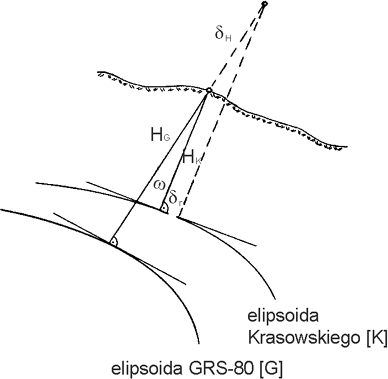 δH
HG
HK
ω
δr
elipsoida
Krasowskiego [K]
elipsoida GRS-80 [G]